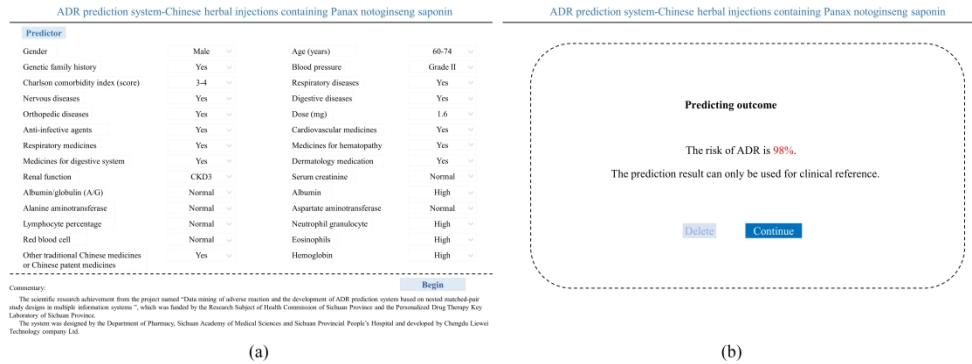 ADR prediction system-Chinese herbal injections containing Panax notoginseng saponin
Predictor
Gender Male Age (years) 60-74
Genetic family history Yes Blood pressure Grade II
Charlson comorbidity index (score) 3-4 Respiratory diseases Yes
Nervous diseases Yes Digestive diseases Yes
Orthopedic diseases Yes Dose (mg) 1.6
Anti-infective agents Yes Cardiovascular medicines Yes
Respiratory medicines Yes Medicines for hematopathy Yes
Medicines for digestive system Yes Dermatology medication Yes
Renal function CKD3 Serum creatinine Normal
Albumin/globulin (A/G) Normal Albumin High
Alanine aminotransferase Normal Aspartate aminotransferase Normal
Lymphocyte percentage Normal Neutrophil granulocyte High
Red blood cell Normal Eosinophils High
Other traditional Chinese medicines Yes Hemoglobin High
or Chinese patent medicines
Begin
Commentary:
The scientific research achievement from the project named “Data mining of adverse reaction and the development of ADR prediction system based on nested matched-pair
study designs in multiple information systems ”, which was funded by the Research Subject of Health Commission of Sichuan Province and the Personalized Drug Therapy Key
Laboratory of Sichuan Province.
The system was designed by the Department of Pharmacy, Sichuan Academy of Medical Sciences and Sichuan Provincial People’s Hospital and developed by Chengdu Liewei
Technology company Ltd.
(a)
ADR prediction system-Chinese herbal injections containing Panax notoginseng saponin
Predicting outcome
The risk of ADR is 98%.
The prediction result can only be used for clinical reference.
Delete Continue
(b)